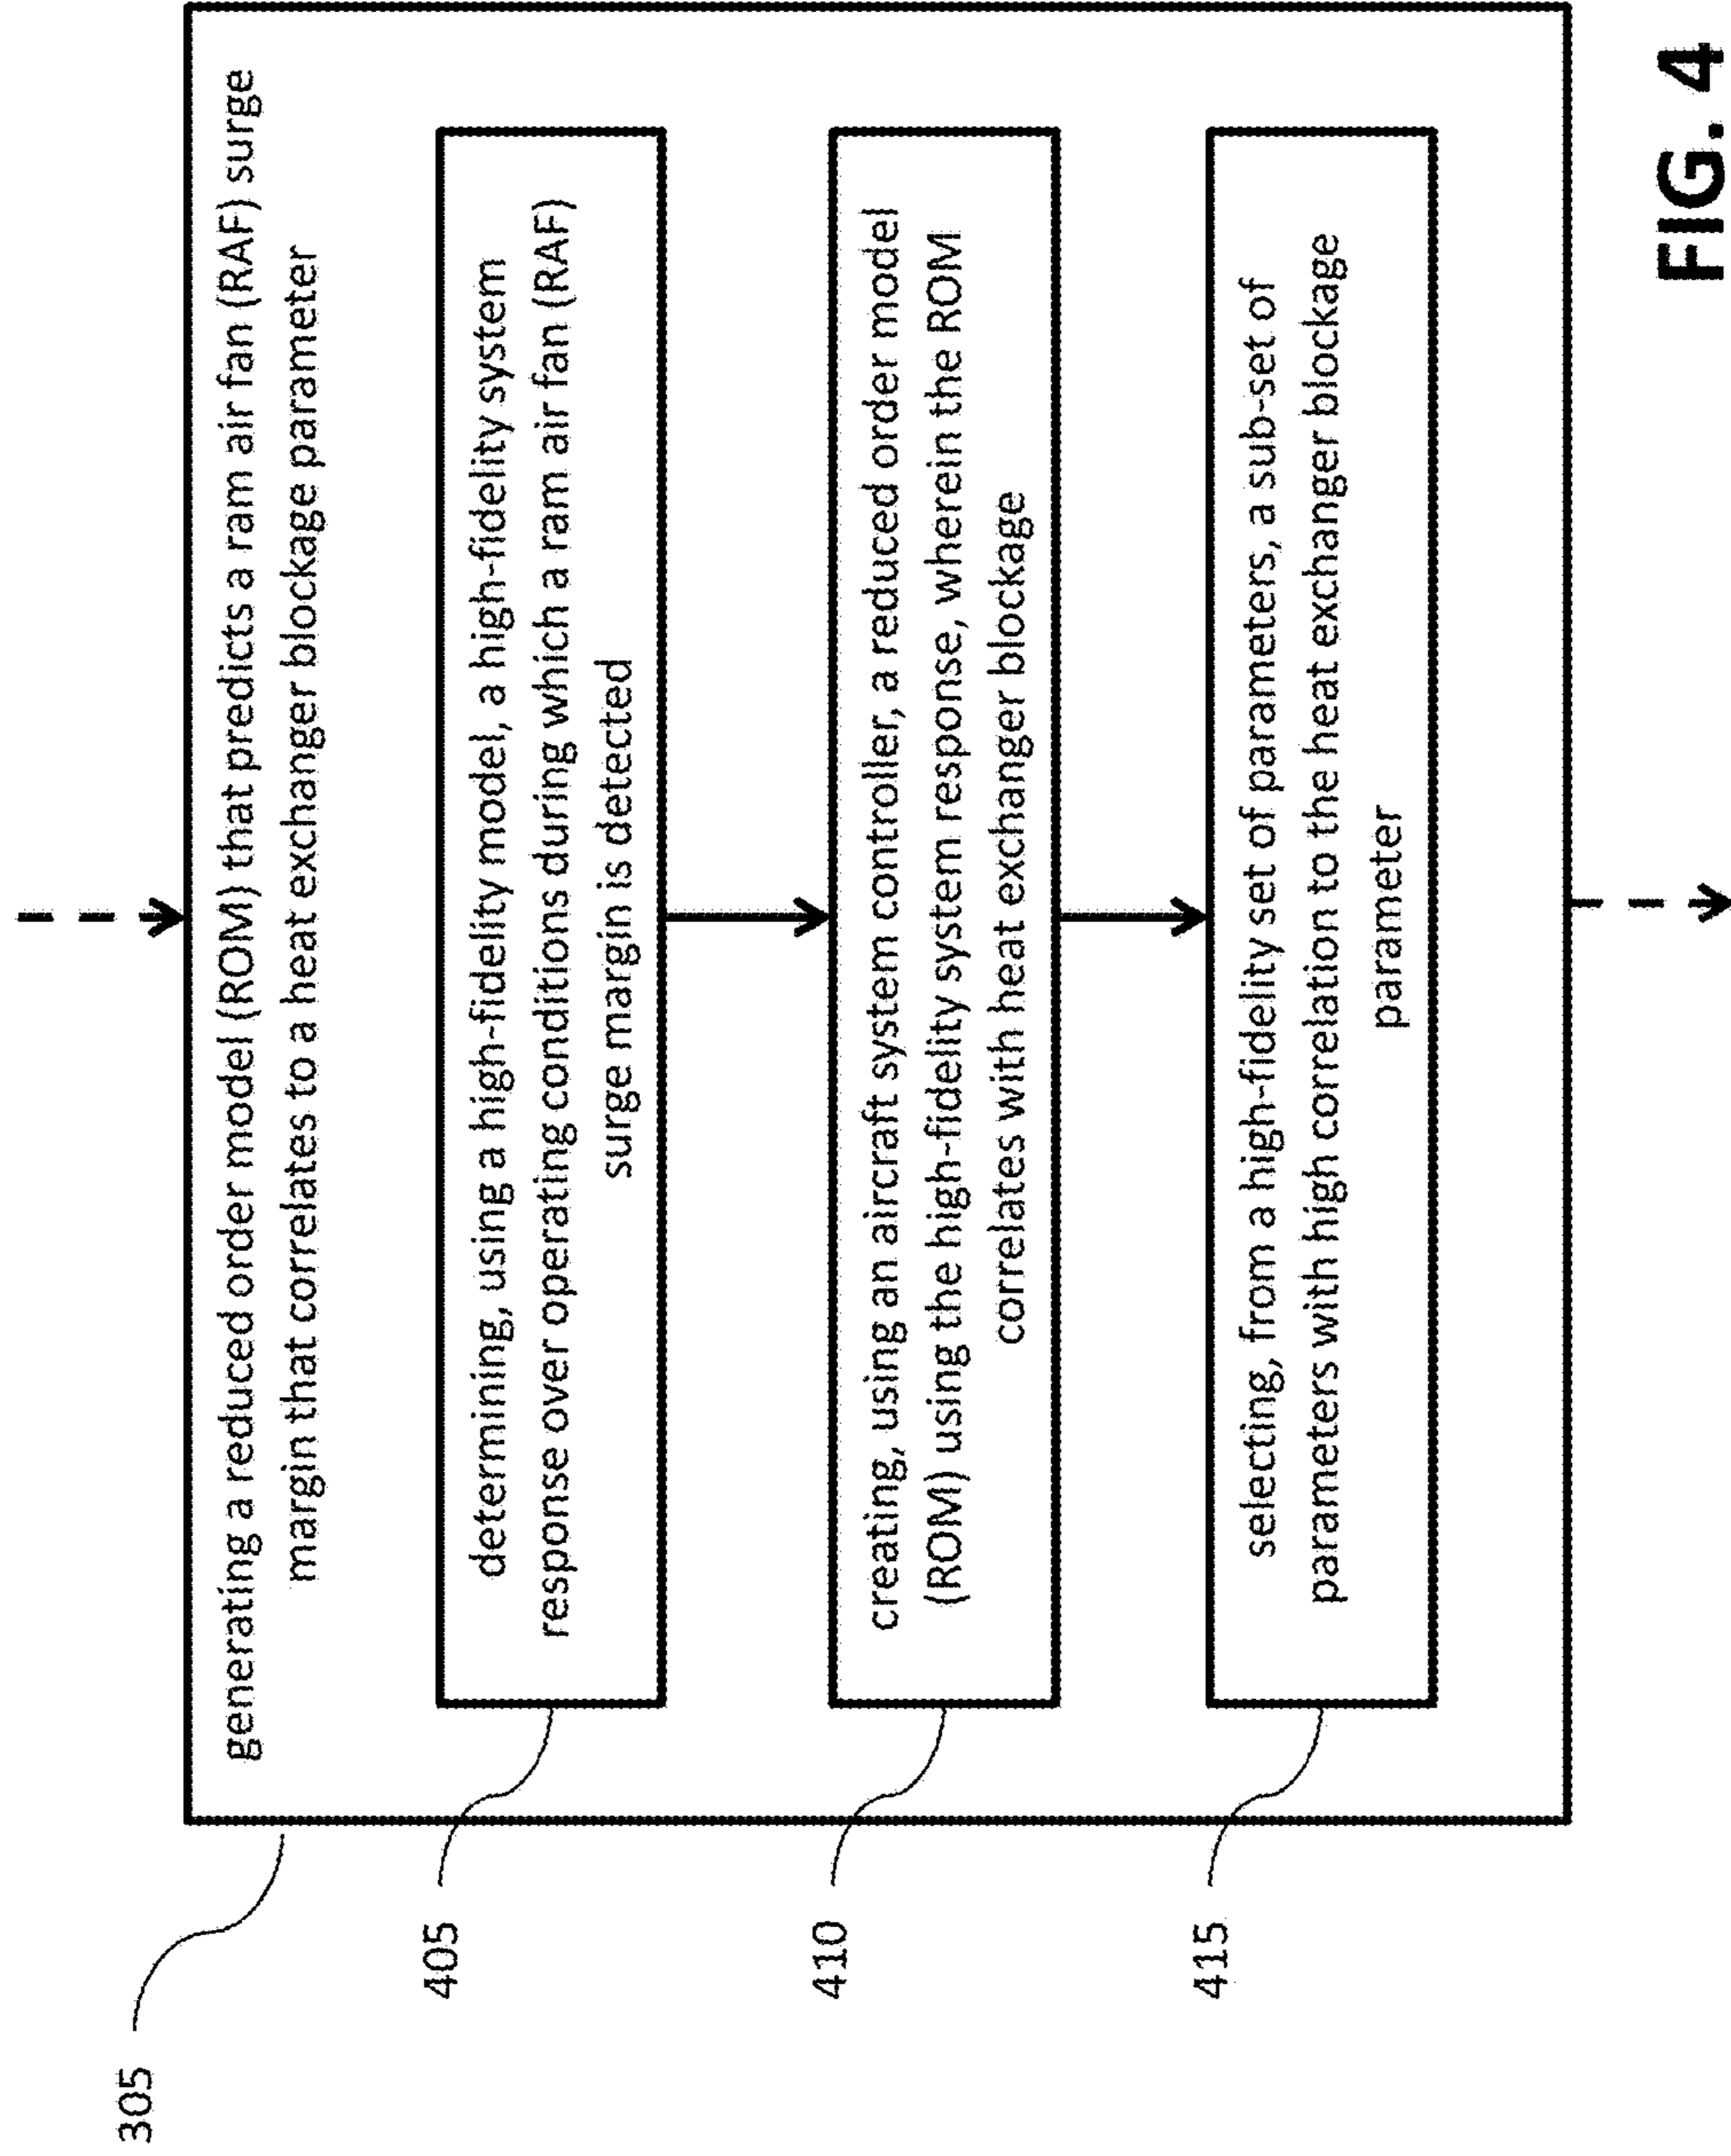 305
generating a reduced order model (ROM) that predicts a ram air fan (RAF) surge
margin that correlates to a heat exchanger blockage parameter
405
determining, using a high-fidelity model, a high-fidelity system
response over operating conditions during which a ram air fan (RAF)
surge margin is detected
410
creating, using an aircraft system controller, a reduced order model
(ROM) using the high-fidelity system response, wherein the ROM
correlates with heat exchanger blockage
415
selecting, from a high-fidelity set of parameters, a sub-set of
parameters with high correlation to the heat exchanger blockage
parameter
FIG. 4